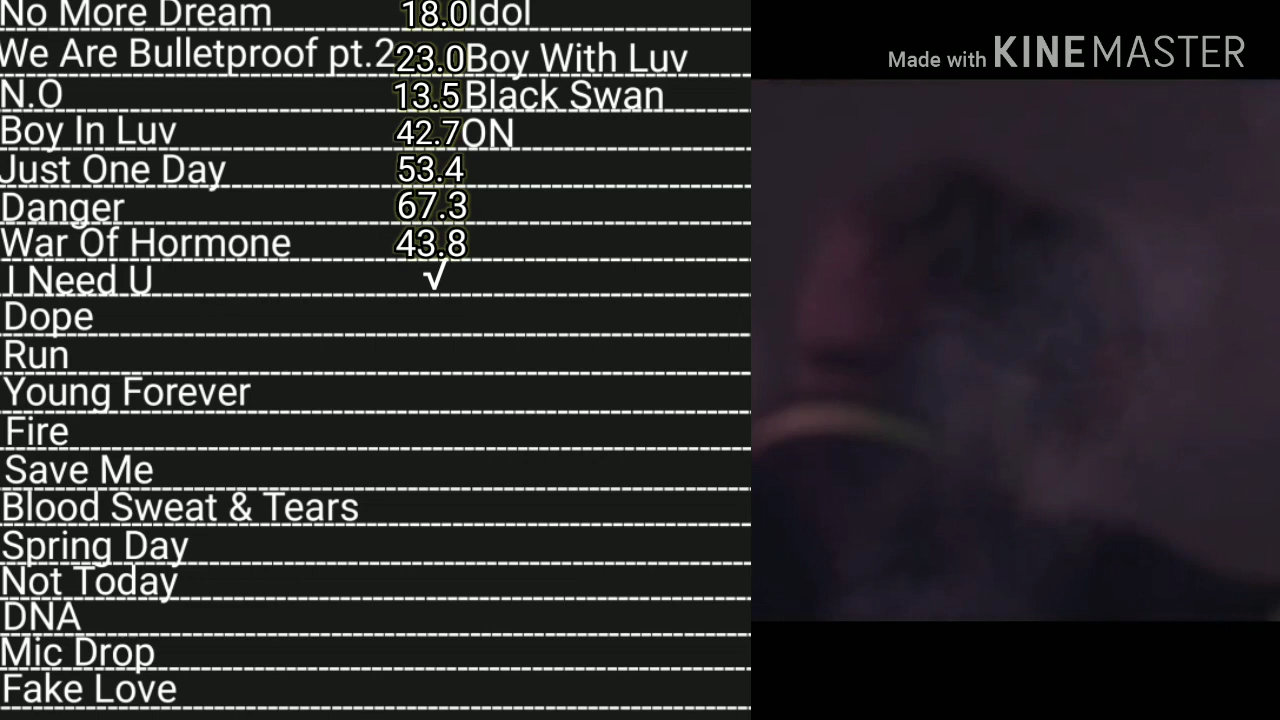 No More Dream 18.0 Idol
We Are Bulletproof pt.2 23.0 Boy With Luv
N.O 13.5 Black Swan
Boy In Luv 42.7 ON
Just One Day 53.4
Danger 67.3
War Of Hormone 43.8
I Need U √
Dope
Run
Young Forever
Fire
Save Me
Blood Sweat & Tears
Spring Day
Not Today
DNA
Mic Drop
Fake Love
Made with KINEMASTER